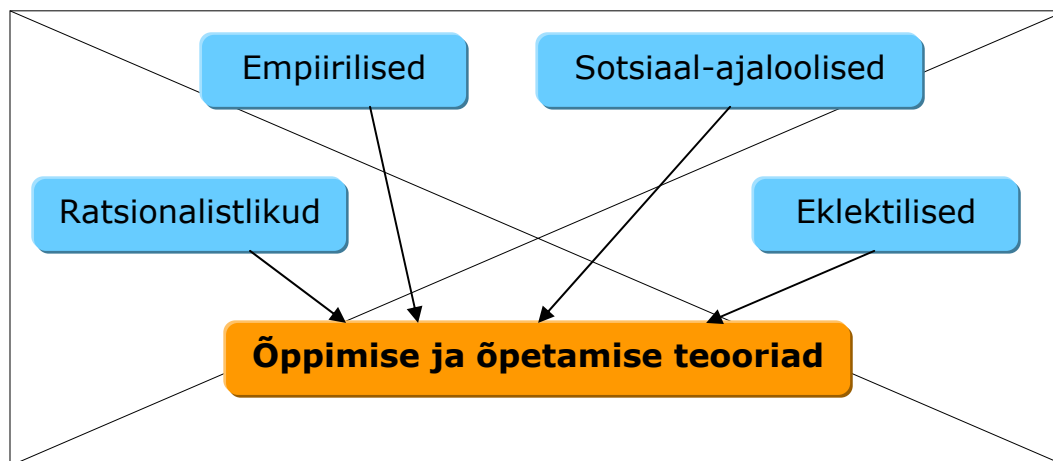 Empiirilised
Sotsiaal-ajaloolised
Ratsionalistlikud
Eklektilised
Õppimise ja õpetamise teooriad